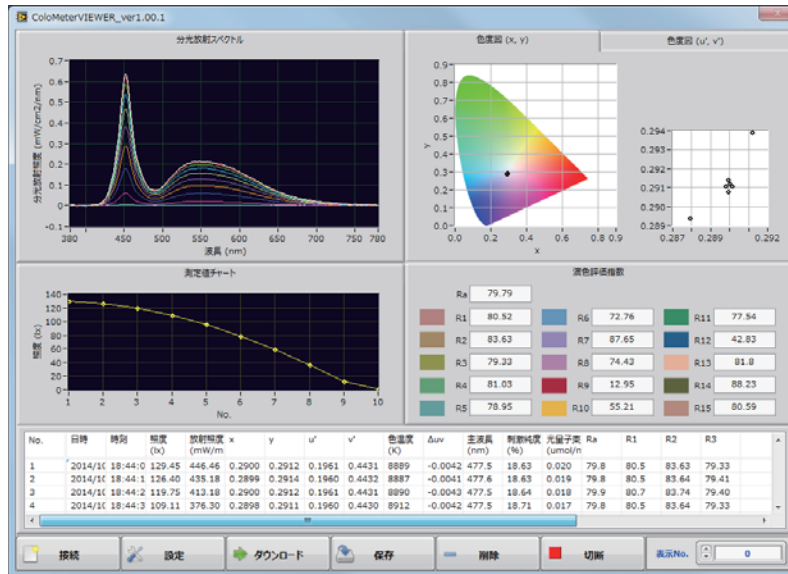 ColoMeterVIEWER_ver1.00.1
分光放射スペクトル
色度図 (x, y)
色度図 (u', v')
分光放射照度 (mW/cm2/nm)
0.7
0.6
0.5
0.4
0.3
0.2
0.1
0
-0.1
380 450 500 550 600 650 700 750 780
波長 (nm)
y
0.9
0.8
0.7
0.6
0.5
0.4
0.3
0.2
0.1
0.0
0.0 0.2 0.4 0.6 0.8 0.9
x
0.294
0.293
0.292
0.291
0.290
0.289
0.287 0.289 0.292
測定値チャート
照度 (lx)
140
120
100
80
60
40
20
0
1 2 3 4 5 6 7 8 9 10
No.
演色評価指数
Ra 79.79
R1 80.52 R6 72.76 R11 77.54
R2 83.63 R7 87.65 R12 42.83
R3 79.33 R8 74.43 R13 81.8
R4 81.03 R9 12.95 R14 88.23
R5 78.95 R10 55.21 R15 80.59
No. 日時 時刻 照度 (lx) 放射照度 (mW/m x y u' v' 色温度 (K) Δuv 主波長 (nm) 刺激純度 (%) 光量子束 (umol/n Ra R1 R2 R3
1 2014/1( 18:44:0 129.45 446.46 0.2900 0.2912 0.1961 0.4431 8889 -0.0042 477.5 18.63 0.020 79.8 80.5 83.63 79.33
2 2014/1( 18:44:1 126.40 435.18 0.2899 0.2914 0.1960 0.4432 8887 -0.0041 477.6 18.63 0.019 79.8 80.5 83.64 79.41
3 2014/1( 18:44:2 119.75 413.18 0.2900 0.2912 0.1961 0.4431 8890 -0.0043 477.5 18.64 0.018 79.9 80.7 83.74 79.40
4 2014/1( 18:44:3 109.11 376.30 0.2898 0.2911 0.1960 0.4430 8912 -0.0042 477.5 18.71 0.017 79.8 80.5 83.64 79.33
接続 設定 ダウンロード 保存 削除 切断 表示No. 0